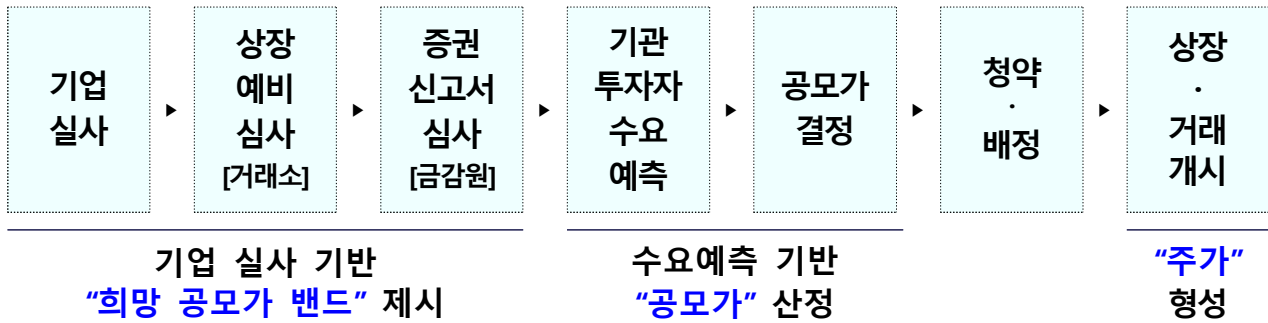 기업
실사
상장
예비
심사
[거래소]
증권
신고서
심사
[금감원]
기관
투자자
수요
예측
공모가
결정
청약
·
배정
상장
·
거래
개시
기업 실사 기반
“희망 공모가 밴드” 제시
수요예측 기반
“공모가” 산정
“주가”
형성